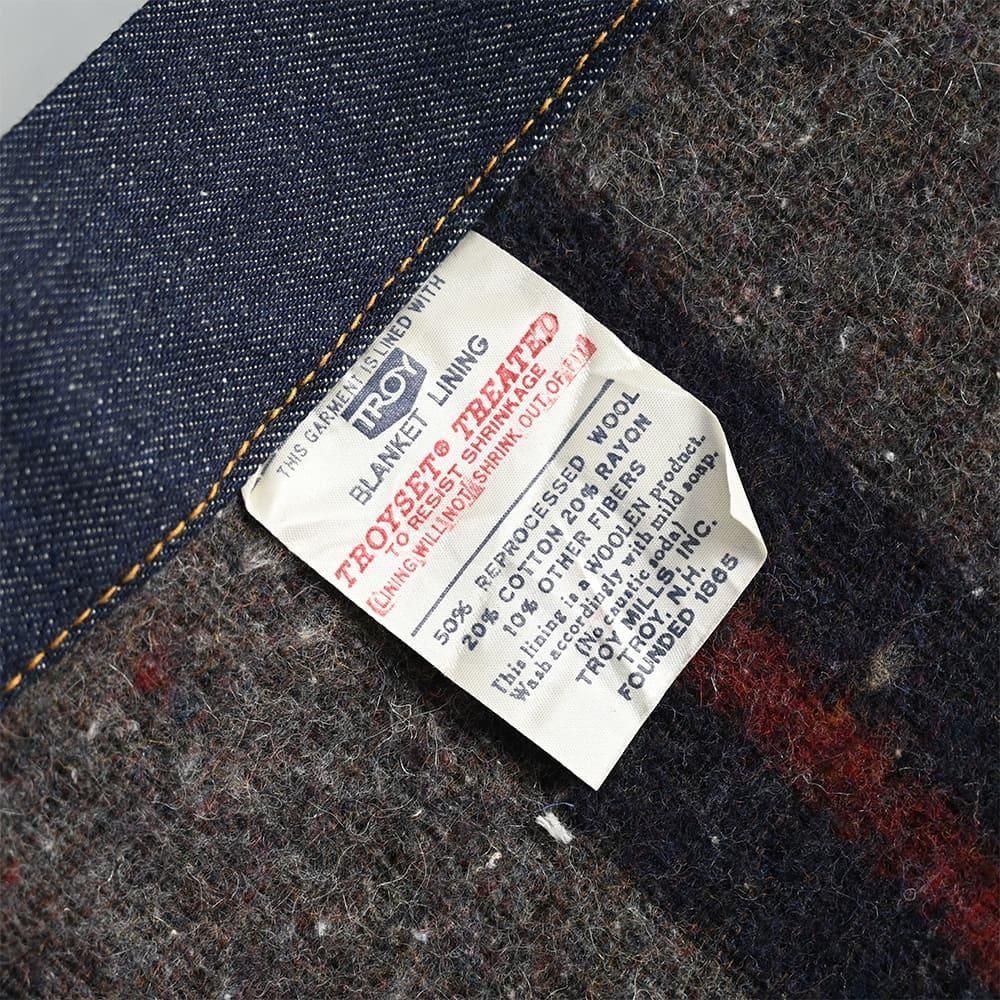 THIS GARMENT IS LINED WITH
TROY
BLANKET LINING
TROYSET® TREATED
TO RESIST SHRINKAGE
LINING WILL NOT SHRINK OUT OF FIT
50% REPROCESSED WOOL
20% COTTON 20% RAYON
10% OTHER FIBERS
This lining is a WOOLEN product.
Wash accordingly with mild soap.
(No caustic soda)
TROY MILLS, INC.
TROY, N.H.
FOUNDED 1865